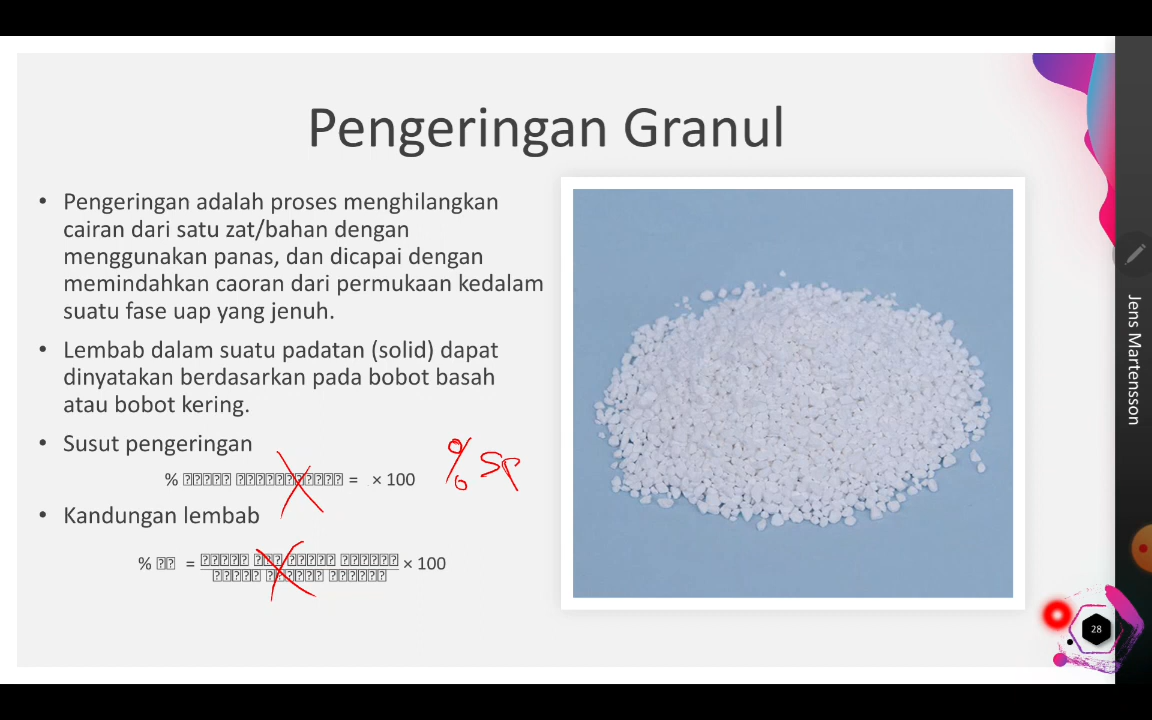 Pengeringan Granul
• Pengeringan adalah proses menghilangkan
cairan dari satu zat/bahan dengan
menggunakan panas, dan dicapai dengan
memindahkan caoran dari permukaan kedalam
suatu fase uap yang jenuh.
• Lembab dalam suatu padatan (solid) dapat
dinyatakan berdasarkan pada bobot basah
atau bobot kering.
• Susut pengeringan
% = × 100
% SP
• Kandungan lembab
% = × 100
Jens Martensson
28